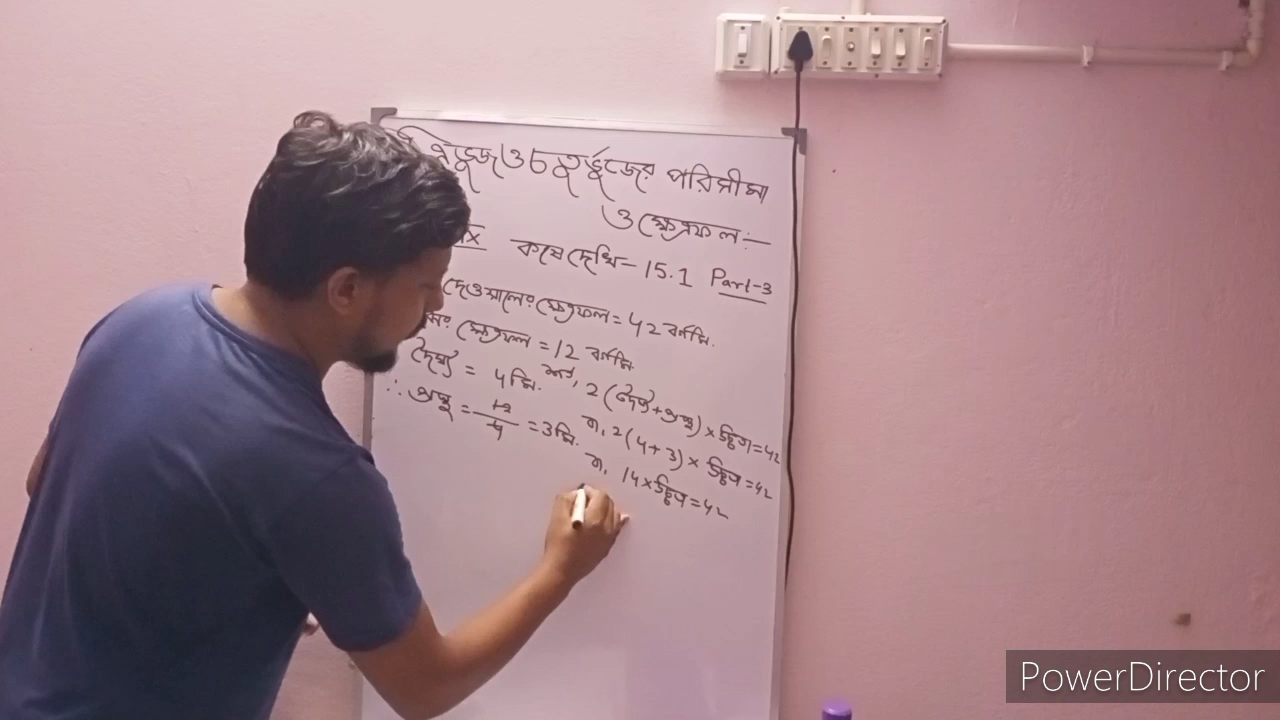 ত্রিভুজ ও চতুর্ভুজের পরিসীমা
ও ক্ষেত্রফল:—
কষে দেখি – 15.1 Part-3
দেওয়ালের ক্ষেত্রফল = 42 বর্গমি.
ক্ষেত্রফল = 12 বর্গমি.
দৈর্ঘ্য = 4 মি.
∴ প্রস্থ = 12/4 = 3 মি.
শর্তে, 2 (দৈর্ঘ্য + প্রস্থ) × উচ্চতা = 42
বা, 2 (4 + 3) × উচ্চতা = 42
বা, 14 × উচ্চতা = 42
PowerDirector